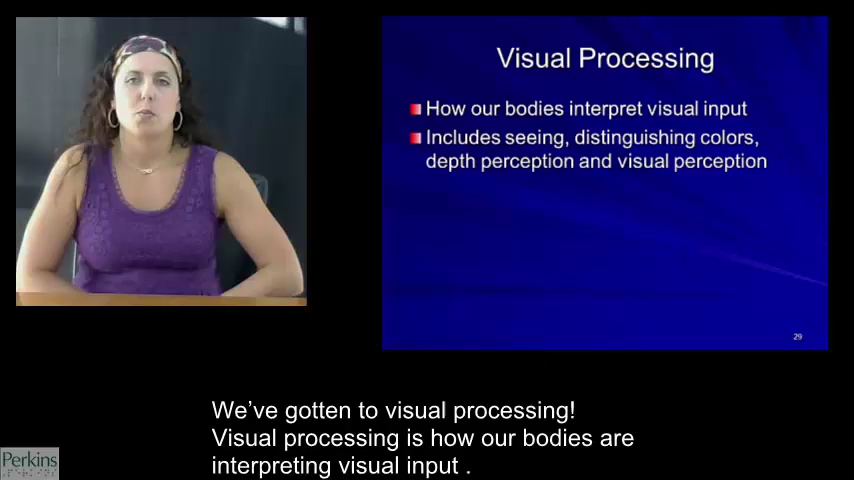 Visual Processing
How our bodies interpret visual input
Includes seeing, distinguishing colors,
depth perception and visual perception
29
We’ve gotten to visual processing!
Visual processing is how our bodies are
interpreting visual input .
Perkins